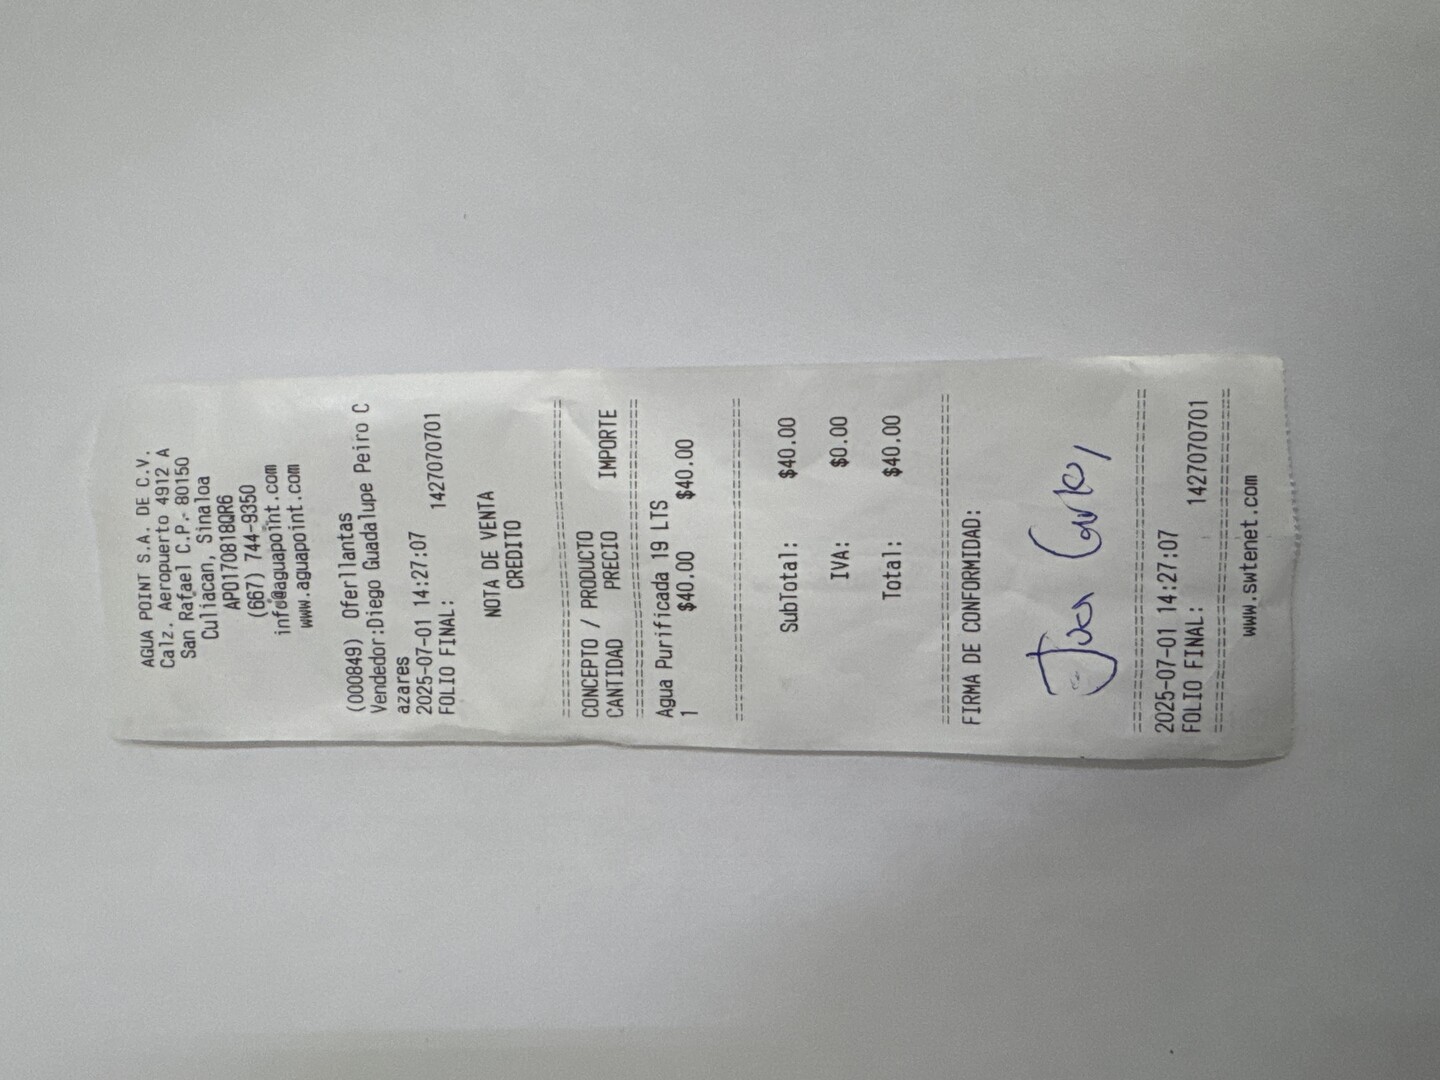 AGUA POINT S.A. DE C.V.
Calz. Aeropuerto 4912 A
San Rafael C.P. 80150
Culiacan, Sinaloa
APO170818QR6
(667) 744-9350
info@aguapoint.com
www.aguapoint.com
(000849) Oferllantas
Vendedor:Diego Guadalupe Peiro C
azares
2025-07-01 14:27:07
FOLIO FINAL: 1427070701
NOTA DE VENTA
CREDITO
================================
CONCEPTO / PRODUCTO
CANTIDAD PRECIO IMPORTE
================================
Agua Purificada 19 LTS
1 $40.00 $40.00
================================
SubTotal: $40.00
IVA: $0.00
Total: $40.00
================================
FIRMA DE CONFORMIDAD:
Juan Carlos
================================
2025-07-01 14:27:07
FOLIO FINAL: 1427070701
================================
www.swtenet.com